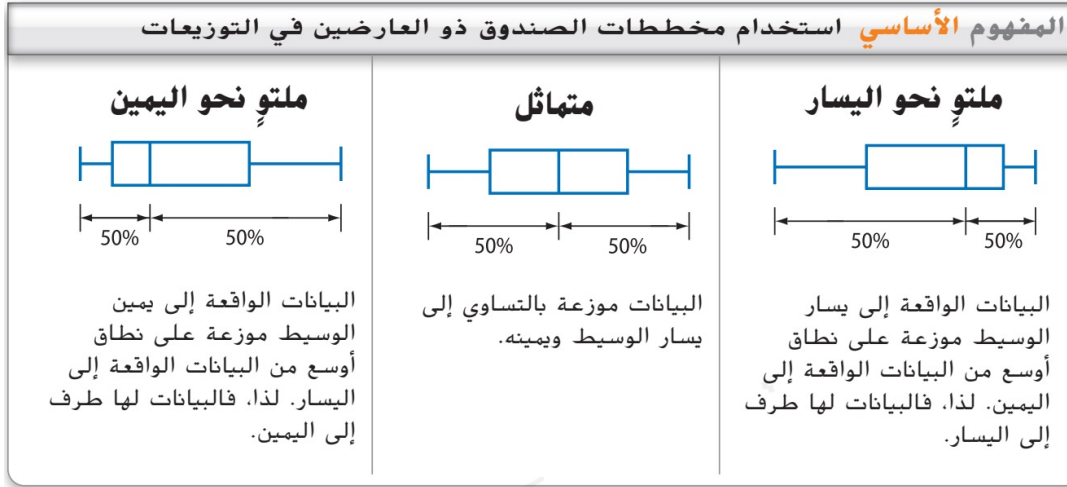 المفهوم الأساسي استخدام مخططات الصندوق ذو العارضين في التوزيعات
ملتوٍ نحو اليسار
50%
50%
البيانات الواقعة إلى يسار
الوسيط موزعة على نطاق
أوسع من البيانات الواقعة إلى
اليمين. لذا، فالبيانات لها طرف
إلى اليسار.
متماثل
50%
50%
البيانات موزعة بالتساوي إلى
يسار الوسيط ويمينه.
ملتوٍ نحو اليمين
50%
50%
البيانات الواقعة إلى يمين
الوسيط موزعة على نطاق
أوسع من البيانات الواقعة إلى
اليسار. لذا، فالبيانات لها طرف
إلى اليمين.